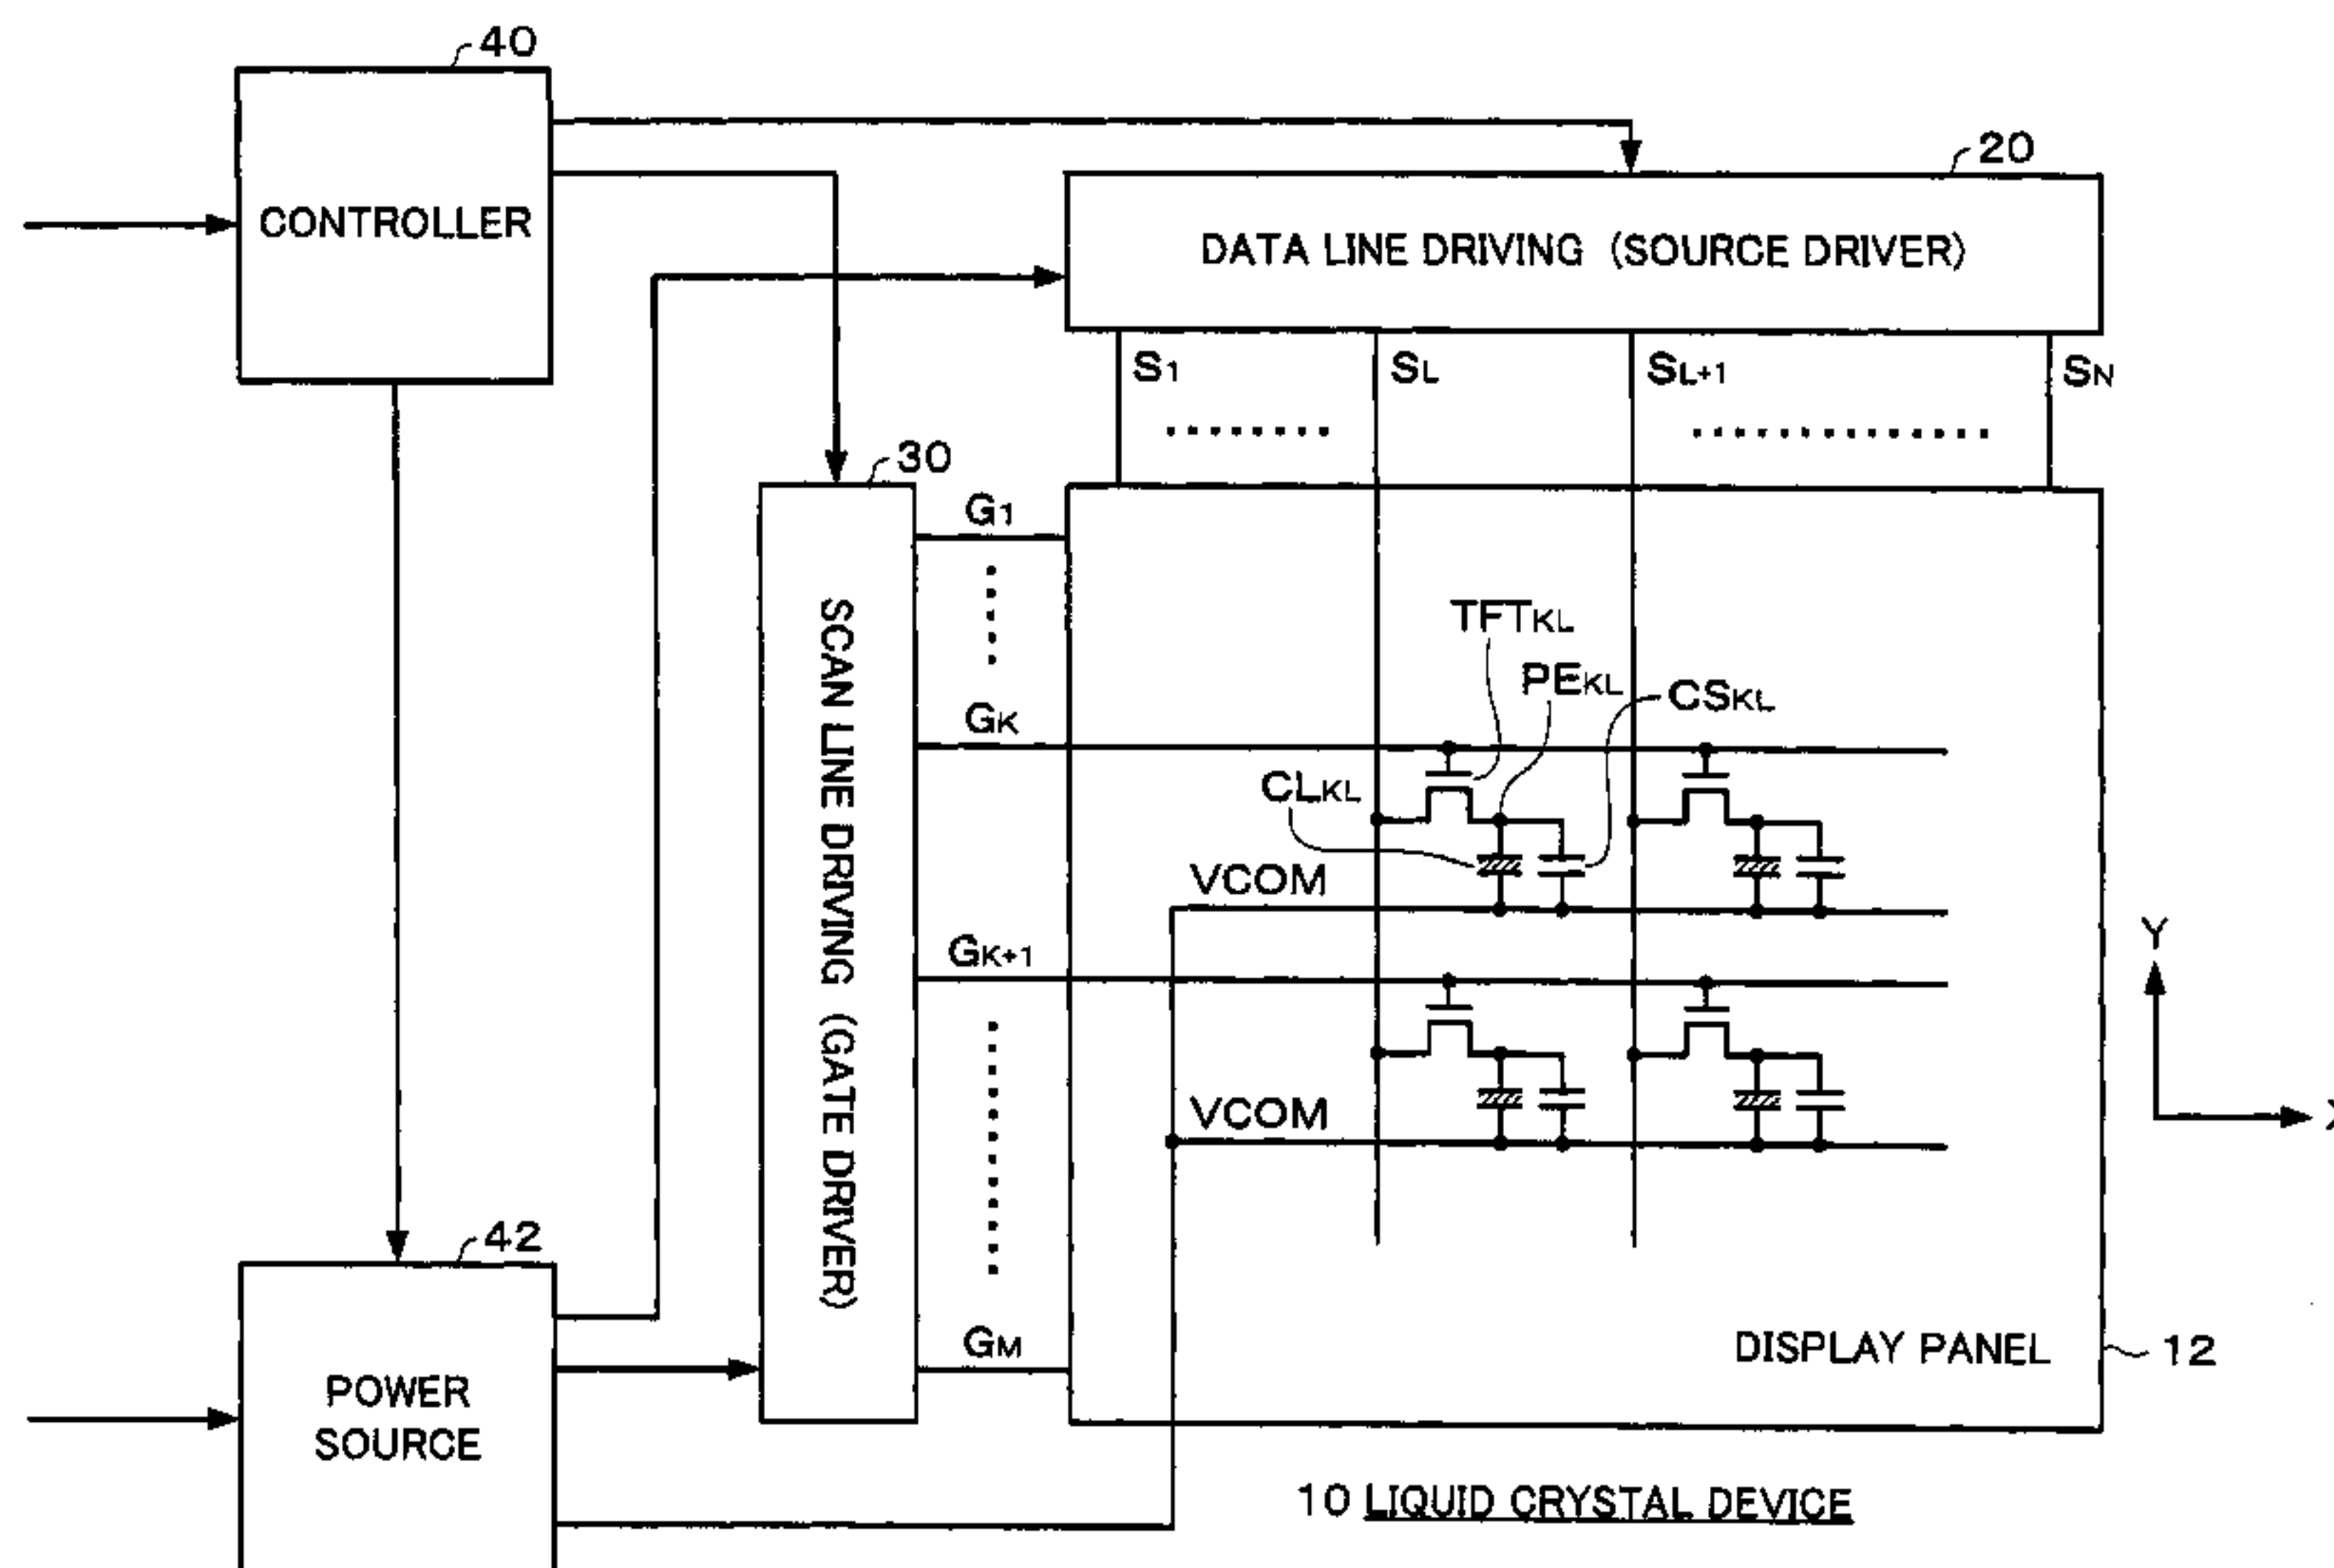 40
CONTROLLER
20
DATA LINE DRIVING (SOURCE DRIVER)
S1
SL
SL+1
SN
30
SCAN LINE DRIVING (GATE DRIVER)
G1
GK
GK+1
GM
TFTKL
PEKL
CSKL
CLKL
VCOM
VCOM
Y
X
42
POWER
SOURCE
DISPLAY PANEL
12
10 LIQUID CRYSTAL DEVICE